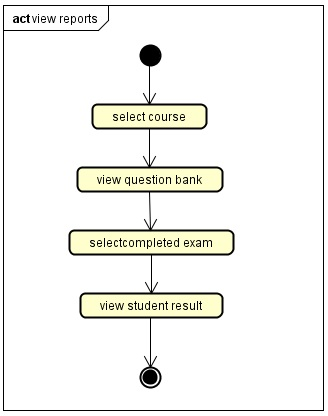 act view reports
select course
view question bank
selectcompleted exam
view student result